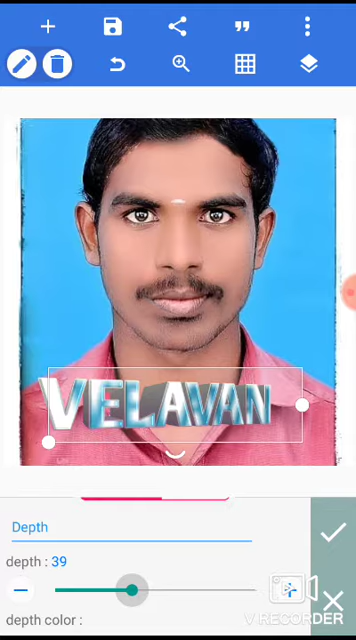 VELAVAN
Depth
depth : 39
depth color :
V RECORDER